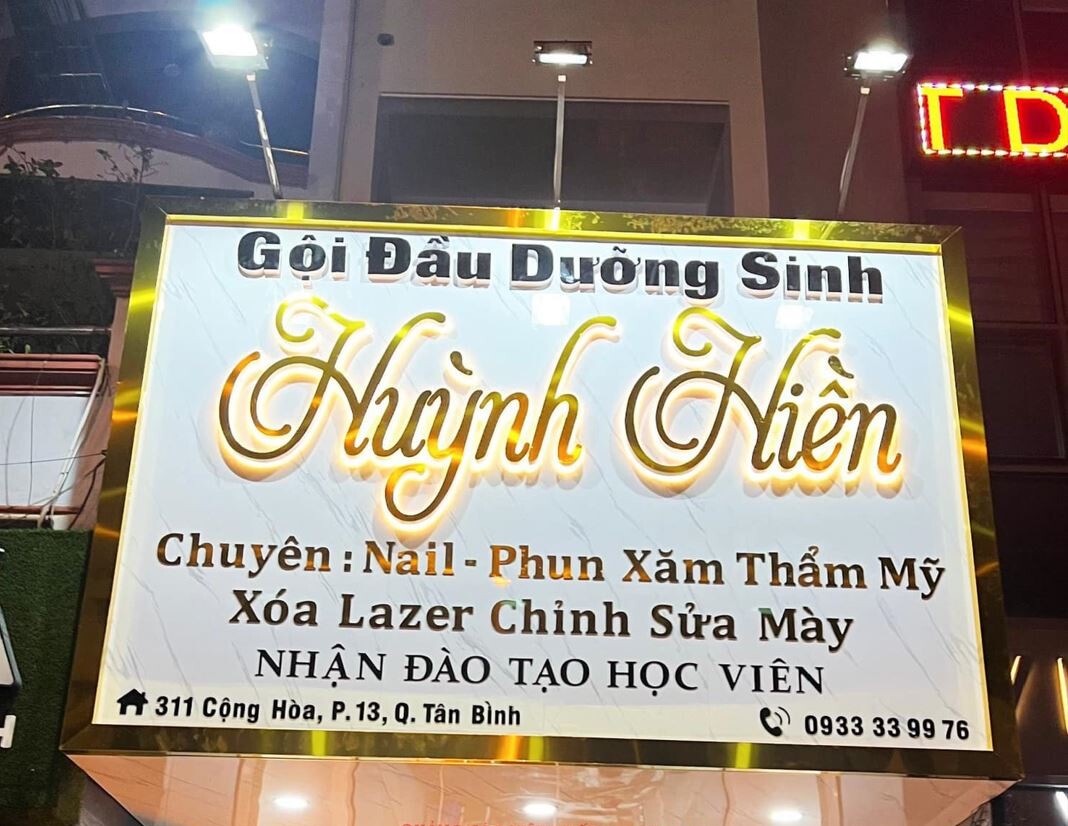 T D
Gội Đầu Dưỡng Sinh
Huỳnh Hiền
Chuyên : Nail - Phun Xăm Thẩm Mỹ
Xóa Lazer Chỉnh Sửa Mày
NHẬN ĐÀO TẠO HỌC VIÊN
311 Cộng Hòa, P.13, Q. Tân Bình
0933 33 99 76